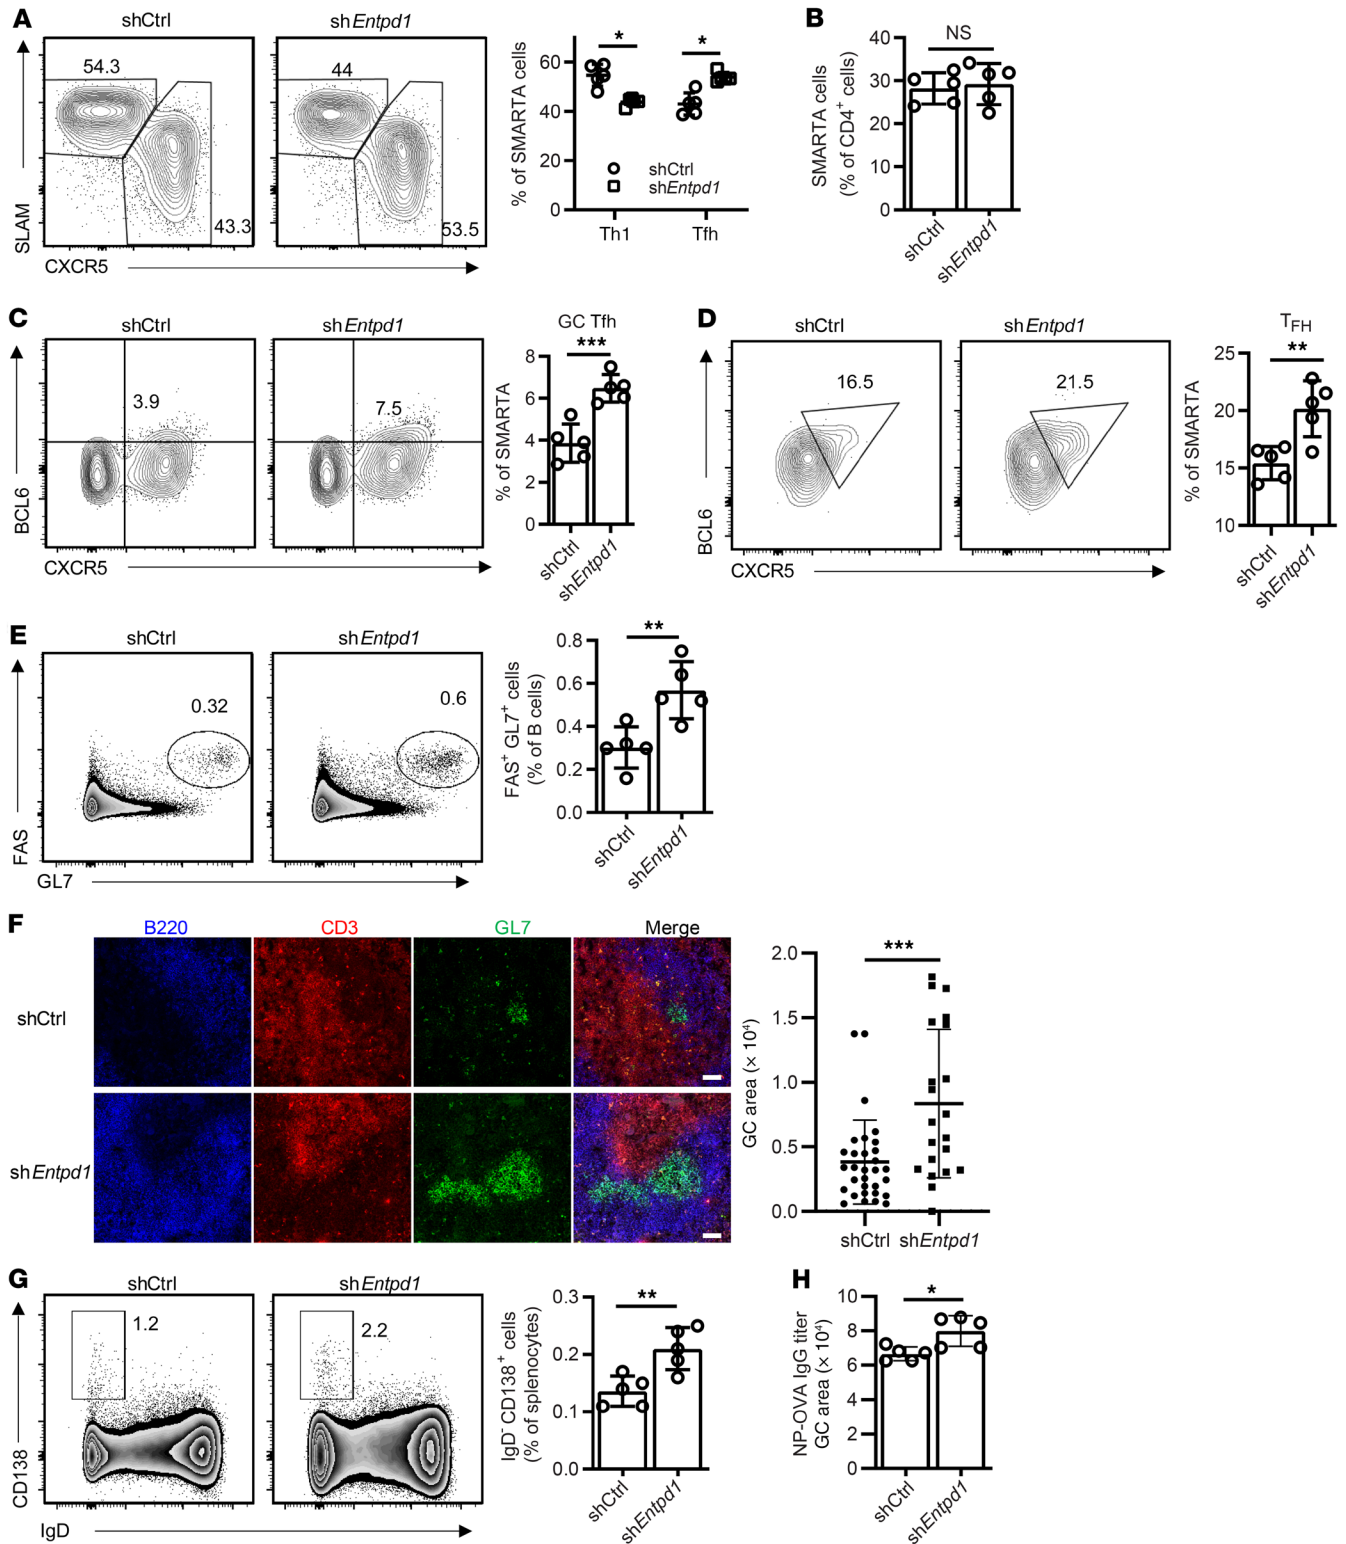 A
shCtrl
shEntpd1
54.3
43.3
44
53.5
SLAM
CXCR5
% of SMARTA cells
60
40
20
0
*
*
shCtrl
shEntpd1
Th1
Tfh
B
SMARTA cells
(% of CD4+ cells)
40
30
20
10
0
NS
shCtrl
shEntpd1
C
shCtrl
shEntpd1
3.9
7.5
BCL6
CXCR5
GC Tfh
***
% of SMARTA
8
6
4
2
0
shCtrl
shEntpd1
D
shCtrl
shEntpd1
16.5
21.5
BCL6
CXCR5
TFH
**
% of SMARTA
25
20
15
10
shCtrl
shEntpd1
E
shCtrl
shEntpd1
0.32
0.6
FAS
GL7
FAS+ GL7+ cells
(% of B cells)
0.8
0.6
0.4
0.2
0.0
**
shCtrl
shEntpd1
F
B220
CD3
GL7
Merge
shCtrl
shEntpd1
GC area (× 10⁴)
2.0
1.5
1.0
0.5
0.0
***
shCtrl
shEntpd1
G
shCtrl
shEntpd1
1.2
2.2
CD138
IgD
IgD- CD138+ cells
(% of splenocytes)
0.3
0.2
0.1
0.0
**
shCtrl
shEntpd1
H
NP-OVA IgG titer
GC area (× 10⁴)
10
8
6
4
2
0
*
shCtrl
shEntpd1